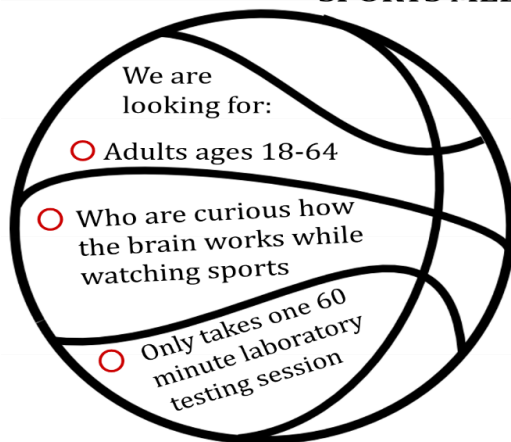 We are
looking for:
Adults ages 18-64
Who are curious how
the brain works while
watching sports
Only takes one 60
minute laboratory
testing session